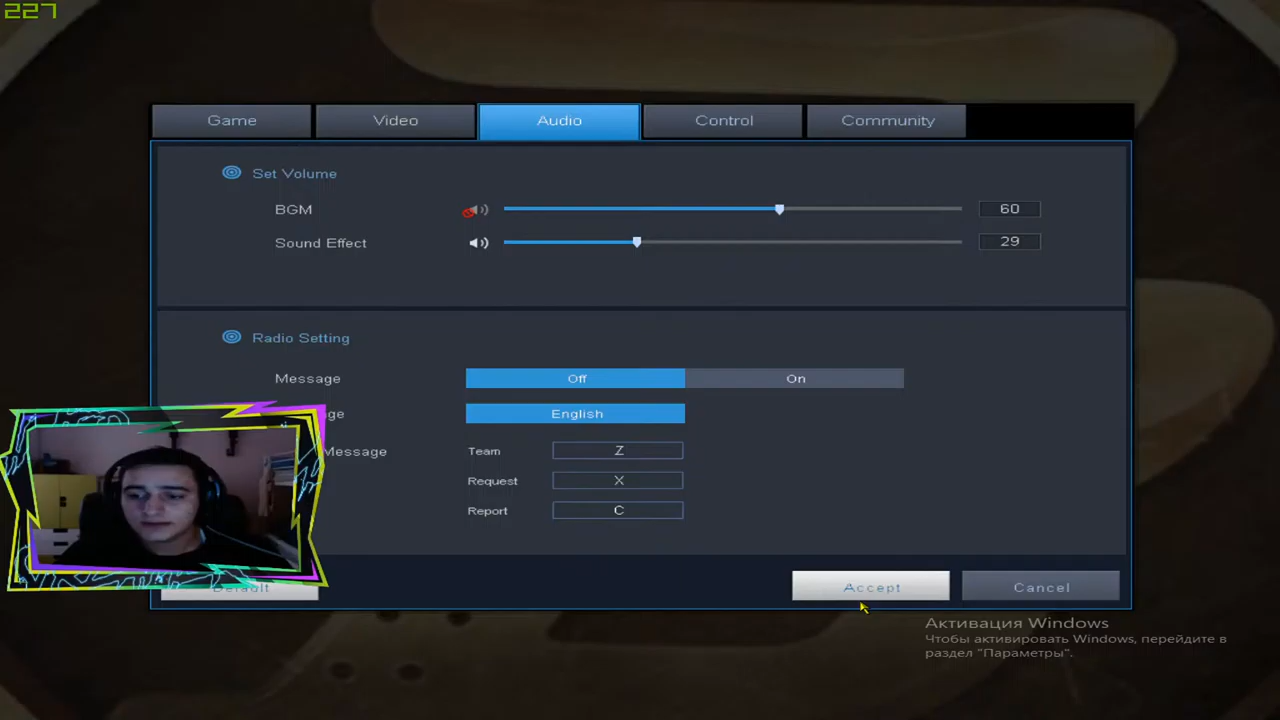 227
Game Video Audio Control Community
Set Volume
BGM 60
Sound Effect 29
Radio Setting
Message Off On
English
Message Team Z
Request X
Report C
Default Accept Cancel
Активация Windows
Чтобы активировать Windows, перейдите в
раздел "Параметры".